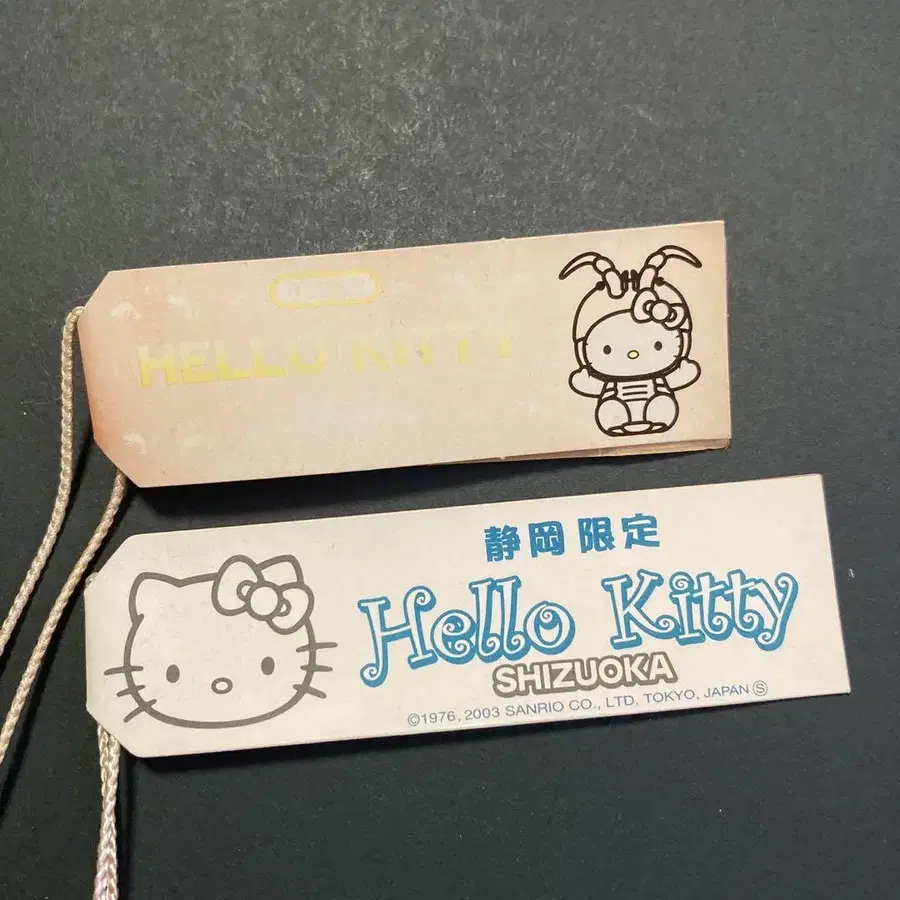 HELLO KITTY
静岡限定
Hello Kitty
SHIZUOKA
©1976, 2003 SANRIO CO., LTD. TOKYO, JAPAN Ⓢ